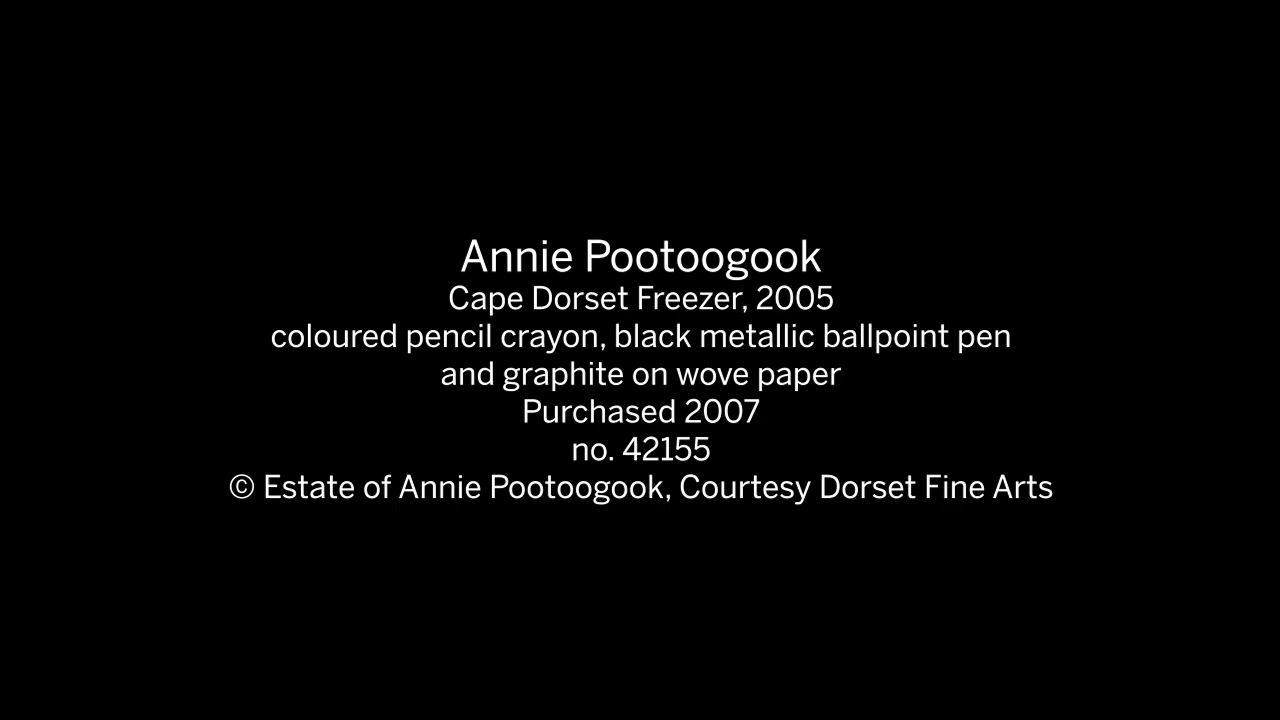 Annie Pootoogook
Cape Dorset Freezer, 2005
coloured pencil crayon, black metallic ballpoint pen
and graphite on wove paper
Purchased 2007
no. 42155
© Estate of Annie Pootoogook, Courtesy Dorset Fine Arts